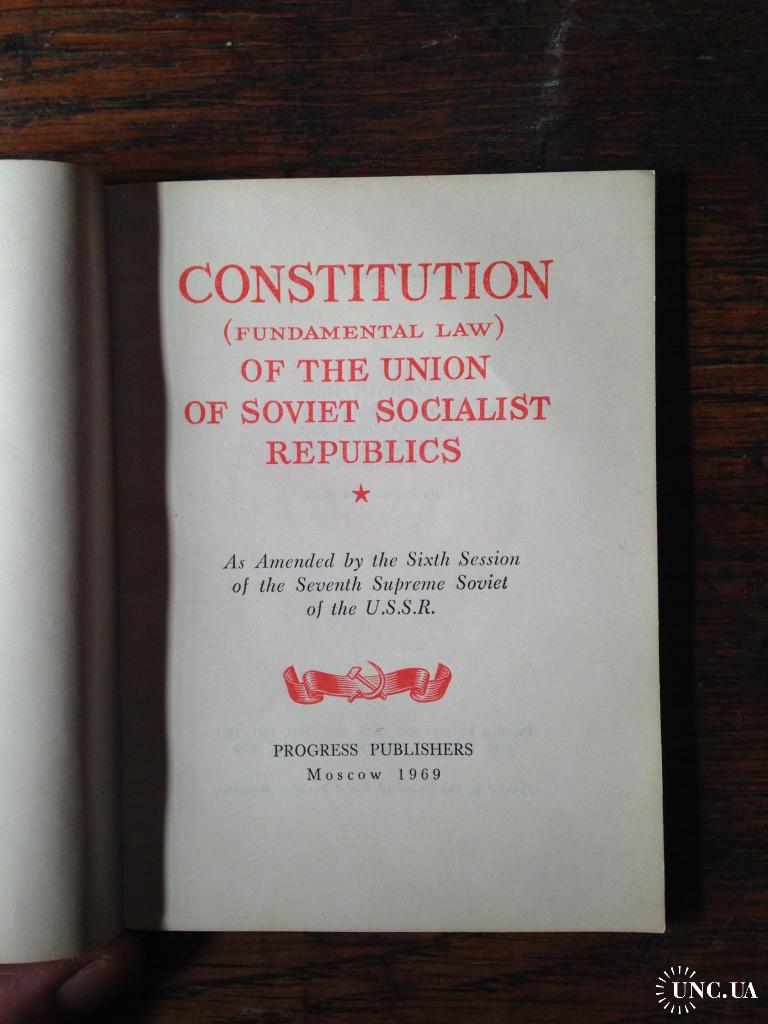 CONSTITUTION
(FUNDAMENTAL LAW)
OF THE UNION
OF SOVIET SOCIALIST
REPUBLICS
As Amended by the Sixth Session
of the Seventh Supreme Soviet
of the U.S.S.R.
PROGRESS PUBLISHERS
Moscow 1969
UNC.UA